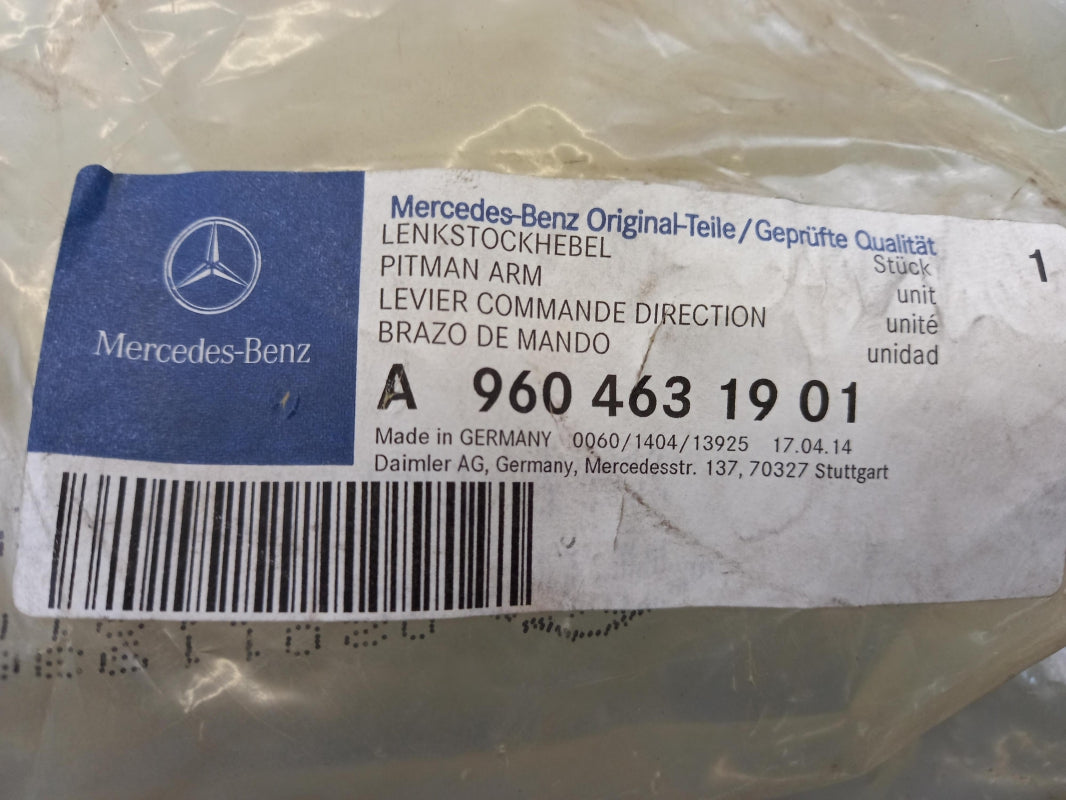 Mercedes-Benz
Mercedes-Benz Original-Teile/Geprüfte Qualität
LENKSTOCKHEBEL
PITMAN ARM
LEVIER COMMANDE DIRECTION
BRAZO DE MANDO
Stück
unit
unité
unidad
1
A 960 463 19 01
Made in GERMANY 0060/1404/13925 17.04.14
Daimler AG, Germany, Mercedesstr. 137, 70327 Stuttgart